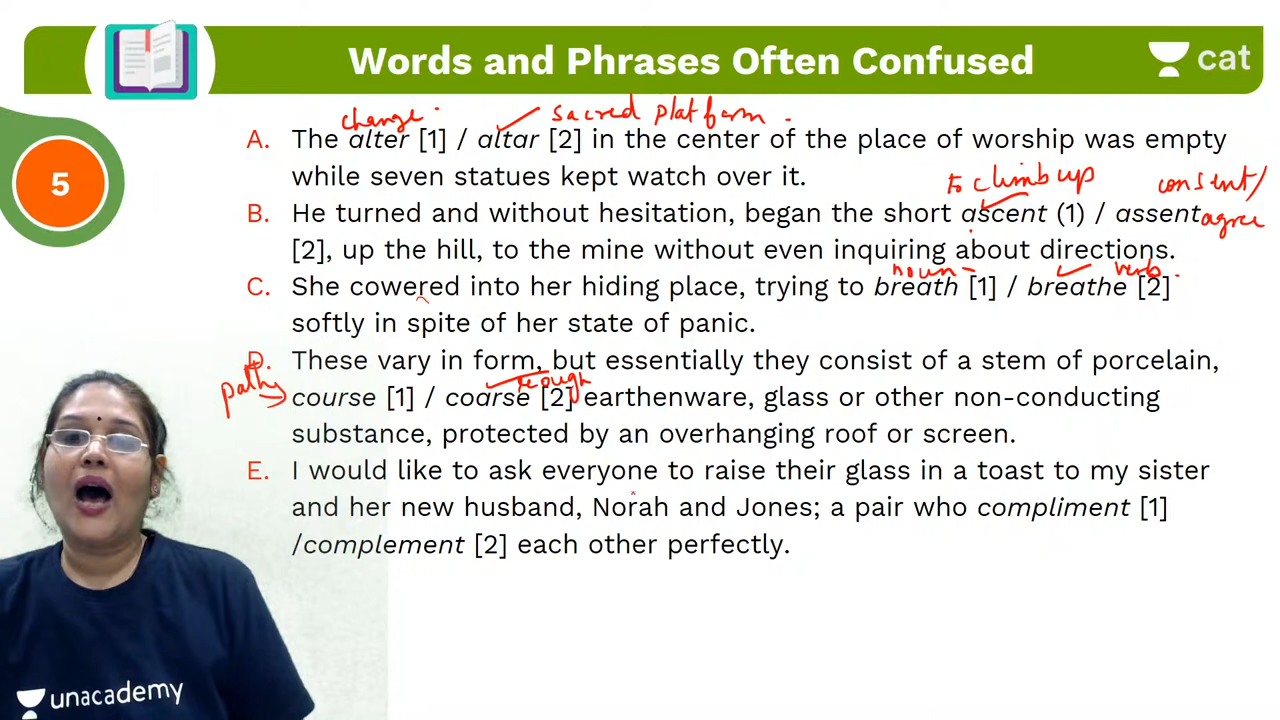 Words and Phrases Often Confused
cat
5
change.
sacred platform.
A. The alter [1] / altar [2] in the center of the place of worship was empty
while seven statues kept watch over it.
to climb up
consent/
B. He turned and without hesitation, began the short ascent (1) / assent
agree
[2], up the hill, to the mine without even inquiring about directions.
noun
verb.
C. She cowered into her hiding place, trying to breath [1] / breathe [2]
softly in spite of her state of panic.
D. These vary in form, but essentially they consist of a stem of porcelain,
path
rough
course [1] / coarse [2] earthenware, glass or other non-conducting
substance, protected by an overhanging roof or screen.
E. I would like to ask everyone to raise their glass in a toast to my sister
and her new husband, Norah and Jones; a pair who compliment [1]
/complement [2] each other perfectly.
unacademy